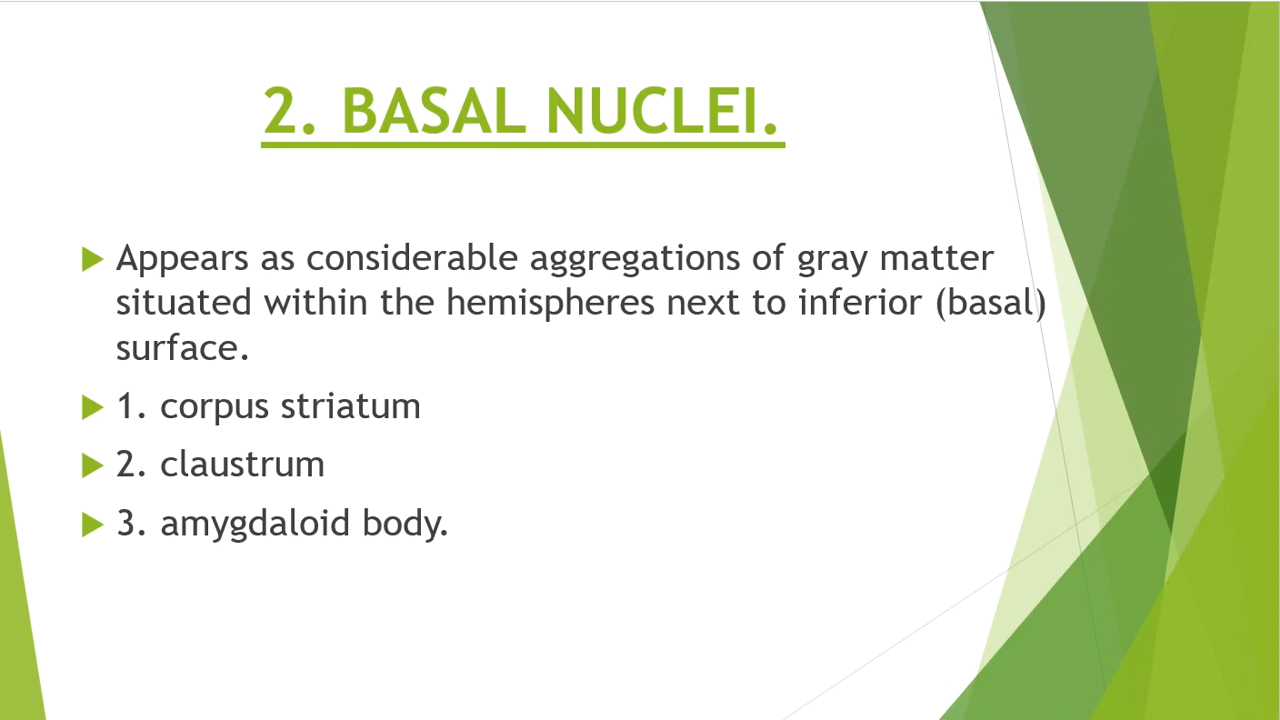 2. BASAL NUCLEI.
Appears as considerable aggregations of gray matter
situated within the hemispheres next to inferior (basal)
surface.
1. corpus striatum
2. claustrum
3. amygdaloid body.